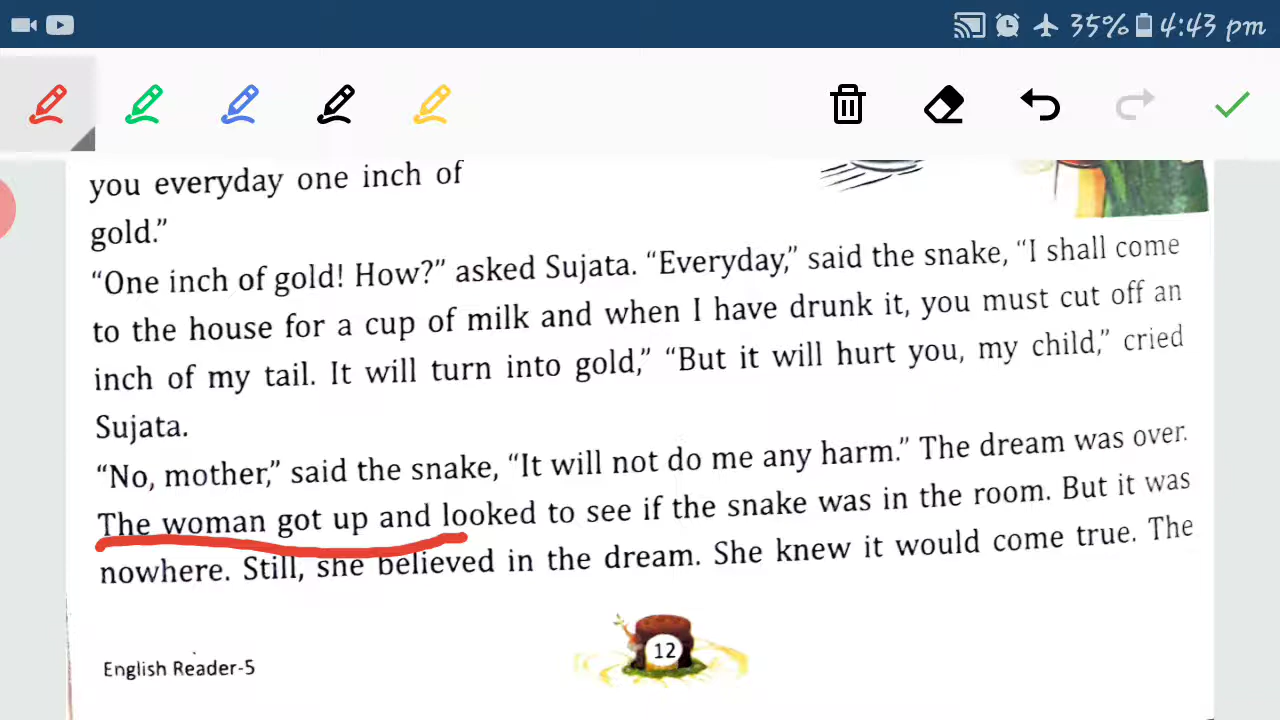 35% 4:43 pm
you everyday one inch of
gold.”
“One inch of gold! How?” asked Sujata. “Everyday,” said the snake, “I shall come
to the house for a cup of milk and when I have drunk it, you must cut off an
inch of my tail. It will turn into gold,” “But it will hurt you, my child,” cried
Sujata.
“No, mother,” said the snake, “It will not do me any harm.” The dream was over.
The woman got up and looked to see if the snake was in the room. But it was
nowhere. Still, she believed in the dream. She knew it would come true. The
12
English Reader-5